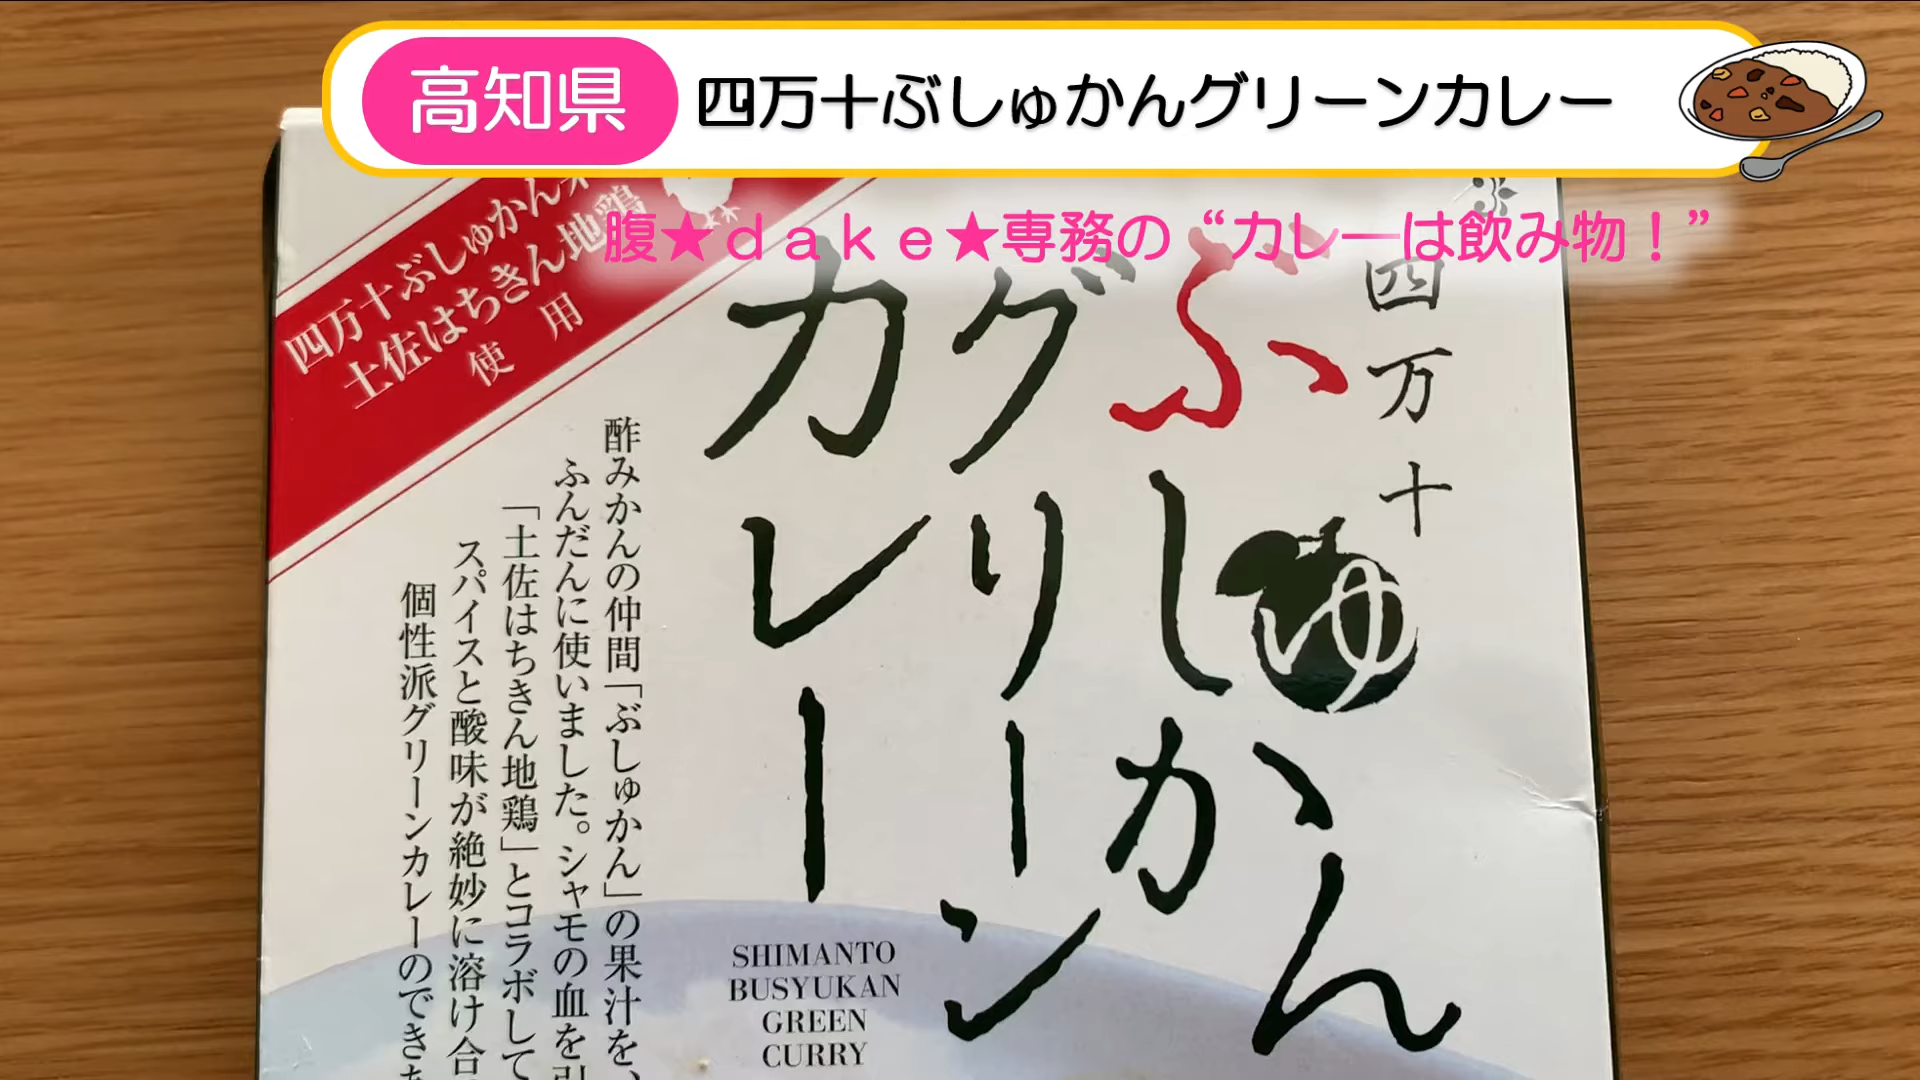 高知県 四万十ぶしゅかんグリーンカレー
腹★ｄａｋｅ★専務の“カレーは飲み物！”
四万十ぶしゅかん
土佐はちきん地鶏
使用
四万十
ぶしゅかん
グリーン
カレー
酢みかんの仲間「ぶしゅかん」の果汁を、
ふんだんに使いました。シャモの血を引
「土佐はちきん地鶏」とコラボして
スパイスと酸味が絶妙に溶け合
個性派グリーンカレーのできあ
SHIMANTO
BUSYUKAN
GREEN
CURRY